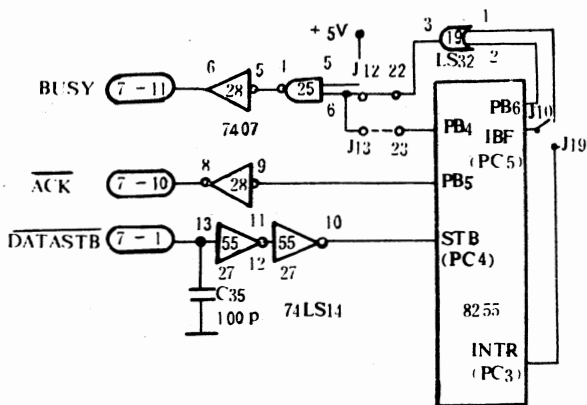 + 5V
3
1
19
LS32
2
J12 22
6
5
1
5
BUSY
7 - 11
28
25
6
PB6
J10
7407
J13
23
PB4
IBF
(PC5)
J19
8
9
ACK
7 - 10
28
PB5
13
11
10
DATASTB
7 - 1
55
55
STB
(PC4)
27
12
27
C35
100 p
74LS14
8255
INTR
(PC3)